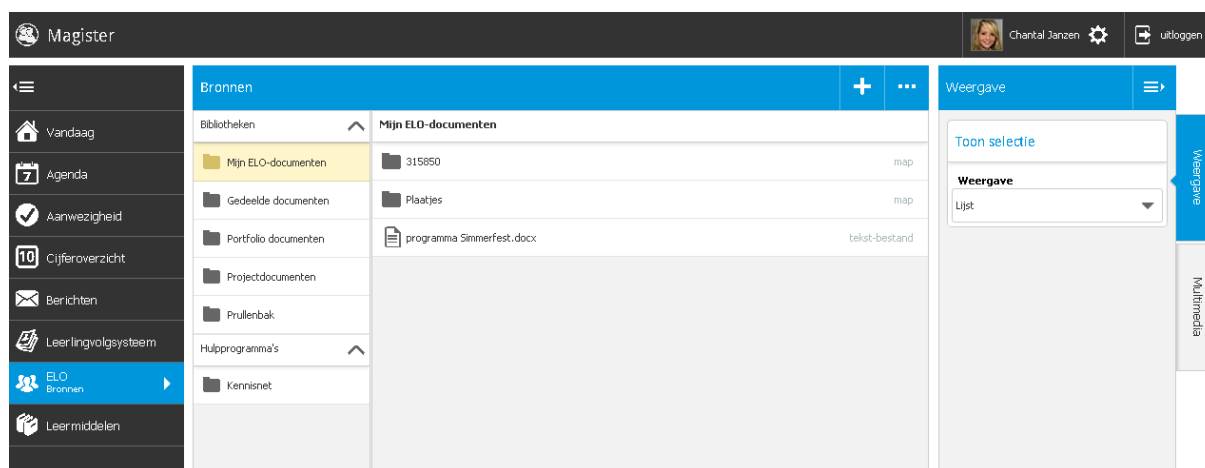 Magister
Chantal Janzen
uitloggen
Vandaag
7
Agenda
Aanwezigheid
10
Cijferoverzicht
Berichten
Leerlingvolgsysteem
ELO
Bronnen
Leermiddelen
Bronnen
Bibliotheken
Mijn ELO-documenten
Gedeelde documenten
Portfolio documenten
Projectdocumenten
Prullenbak
Hulpprogramma's
Kennisnet
Mijn ELO-documenten
315850 map
Plaatjes map
programma Simmerfest.docx tekst-bestand
Weergave
Toon selectie
Weergave
Lijst
Weergave
Multimedia